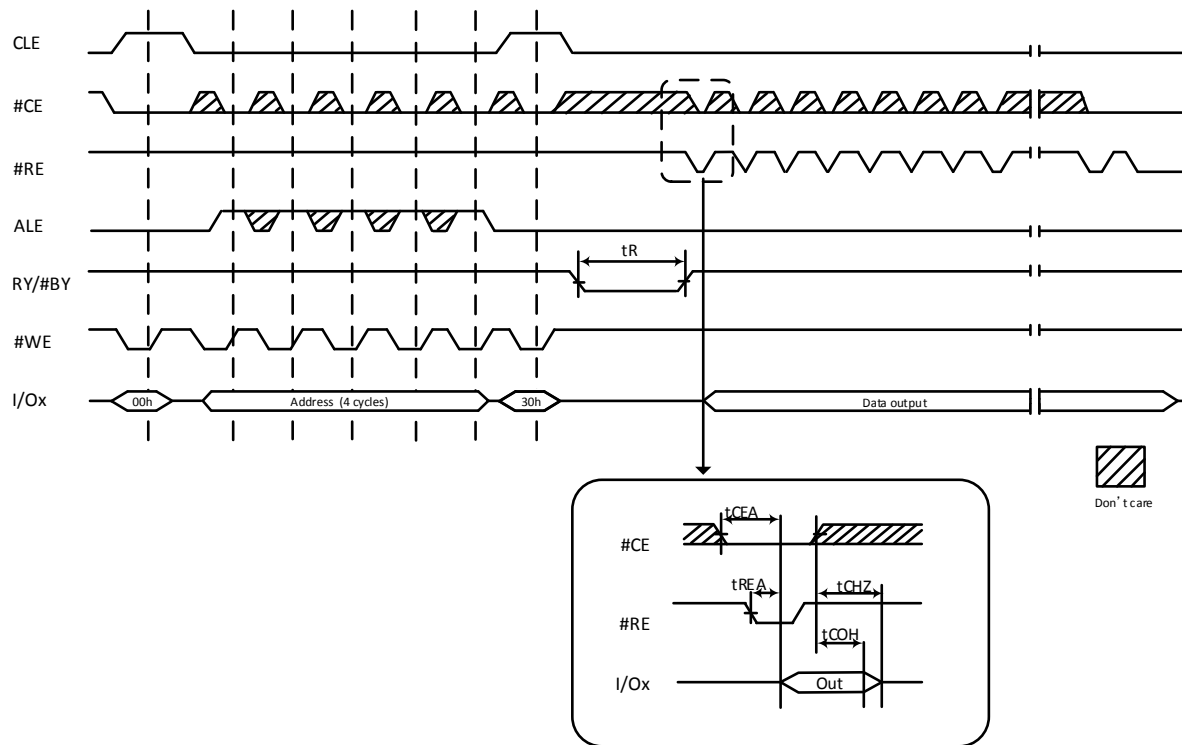 CLE
#CE
#RE
ALE
tR
RY/#BY
#WE
I/Ox
00h
Address (4 cycles)
30h
Data output
Don't care
tCEA
#CE
tREA
tCHZ
#RE
tCOH
I/Ox
Out